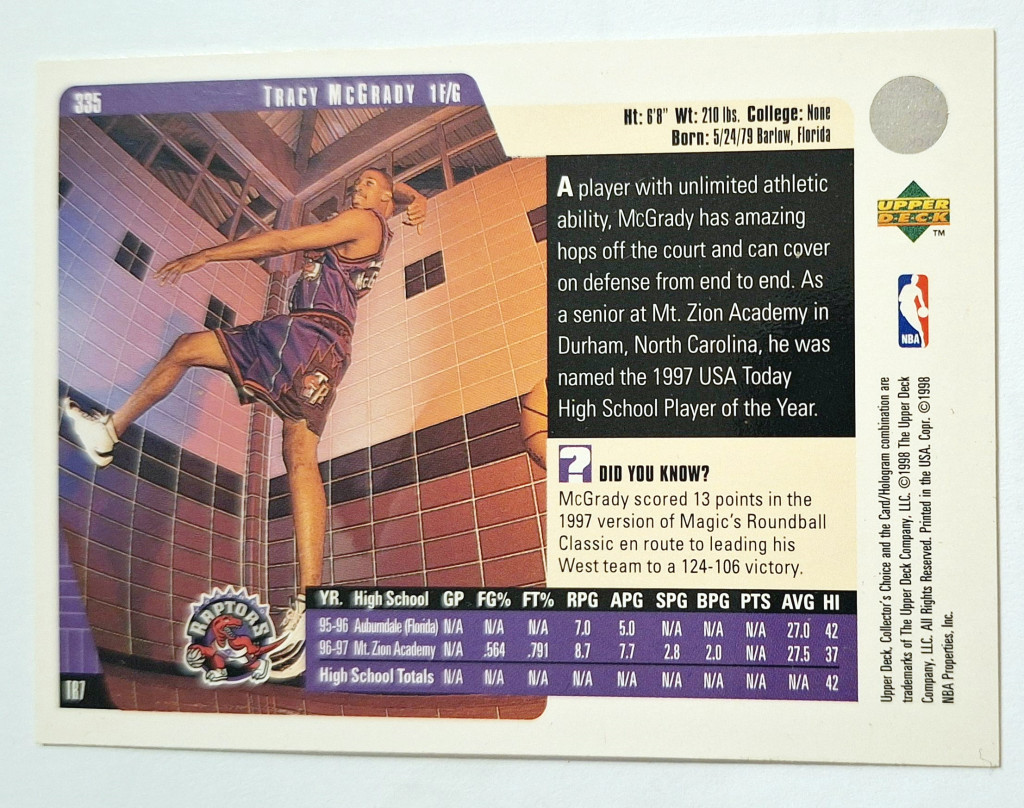 335
TRACY McGRADY 1 F/G
Ht: 6'8" Wt: 210 lbs. College: None
Born: 5/24/79 Barlow, Florida
A player with unlimited athletic
ability, McGrady has amazing
hops off the court and can cover
on defense from end to end. As
a senior at Mt. Zion Academy in
Durham, North Carolina, he was
named the 1997 USA Today
High School Player of the Year.
? DID YOU KNOW?
McGrady scored 13 points in the
1997 version of Magic's Roundball
Classic en route to leading his
West team to a 124-106 victory.
YR. High School GP FG% FT% RPG APG SPG BPG PTS AVG HI
95-96 Auburndale (Florida) N/A N/A N/A 7.0 5.0 N/A N/A N/A 27.0 42
96-97 Mt. Zion Academy N/A .564 .791 8.7 7.7 2.8 2.0 N/A 27.5 37
High School Totals N/A N/A N/A N/A N/A N/A N/A N/A N/A 42
RAPTORS
TR
187
UPPER
DECK
TM
NBA
Upper Deck, Collector's Choice and the Card/Hologram combination are
trademarks of The Upper Deck Company, LLC. ©1998 The Upper Deck
Company, LLC. All Rights Reserved. Printed in the USA. Copr. ©1998
NBA Properties, Inc.